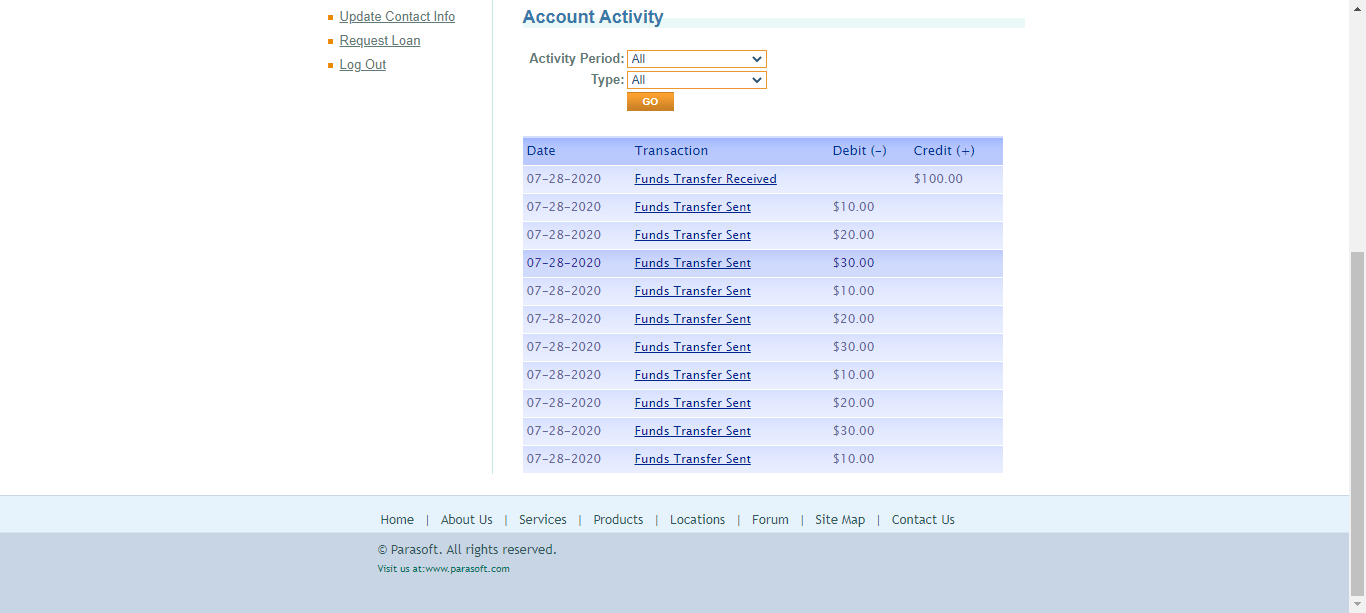 Update Contact Info
Request Loan
Log Out
Account Activity
Activity Period: All
Type: All
GO
Date Transaction Debit (-) Credit (+)
07-28-2020 Funds Transfer Received $100.00
07-28-2020 Funds Transfer Sent $10.00
07-28-2020 Funds Transfer Sent $20.00
07-28-2020 Funds Transfer Sent $30.00
07-28-2020 Funds Transfer Sent $10.00
07-28-2020 Funds Transfer Sent $20.00
07-28-2020 Funds Transfer Sent $30.00
07-28-2020 Funds Transfer Sent $10.00
07-28-2020 Funds Transfer Sent $20.00
07-28-2020 Funds Transfer Sent $30.00
07-28-2020 Funds Transfer Sent $10.00
Home | About Us | Services | Products | Locations | Forum | Site Map | Contact Us
© Parasoft. All rights reserved.
Visit us at:www.parasoft.com